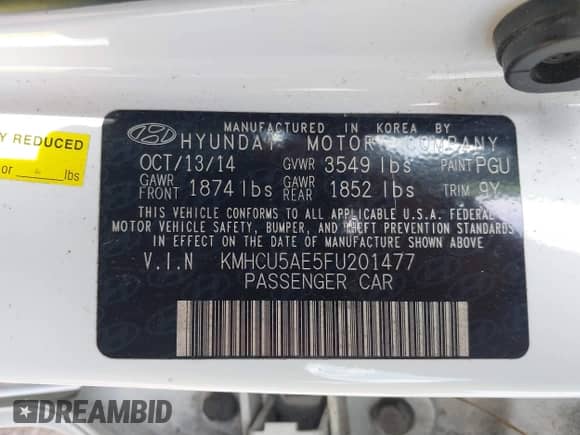 MANUFACTURED IN KOREA BY
HYUNDAI MOTOR COMPANY
OCT/13/14 GVWR 3549 lbs PAINT PGU
GAWR FRONT 1874 lbs GAWR REAR 1852 lbs TRIM 9Y
THIS VEHICLE CONFORMS TO ALL APPLICABLE U.S.A. FEDERAL
MOTOR VEHICLE SAFETY, BUMPER, AND THEFT PREVENTION STANDARDS
IN EFFECT ON THE DATE OF
MANUFACTURE SHOWN ABOVE.
V.I.N KMHCU5AE5FU201477
PASSENGER CAR
Y REDUCED
or lbs
DREAMBID